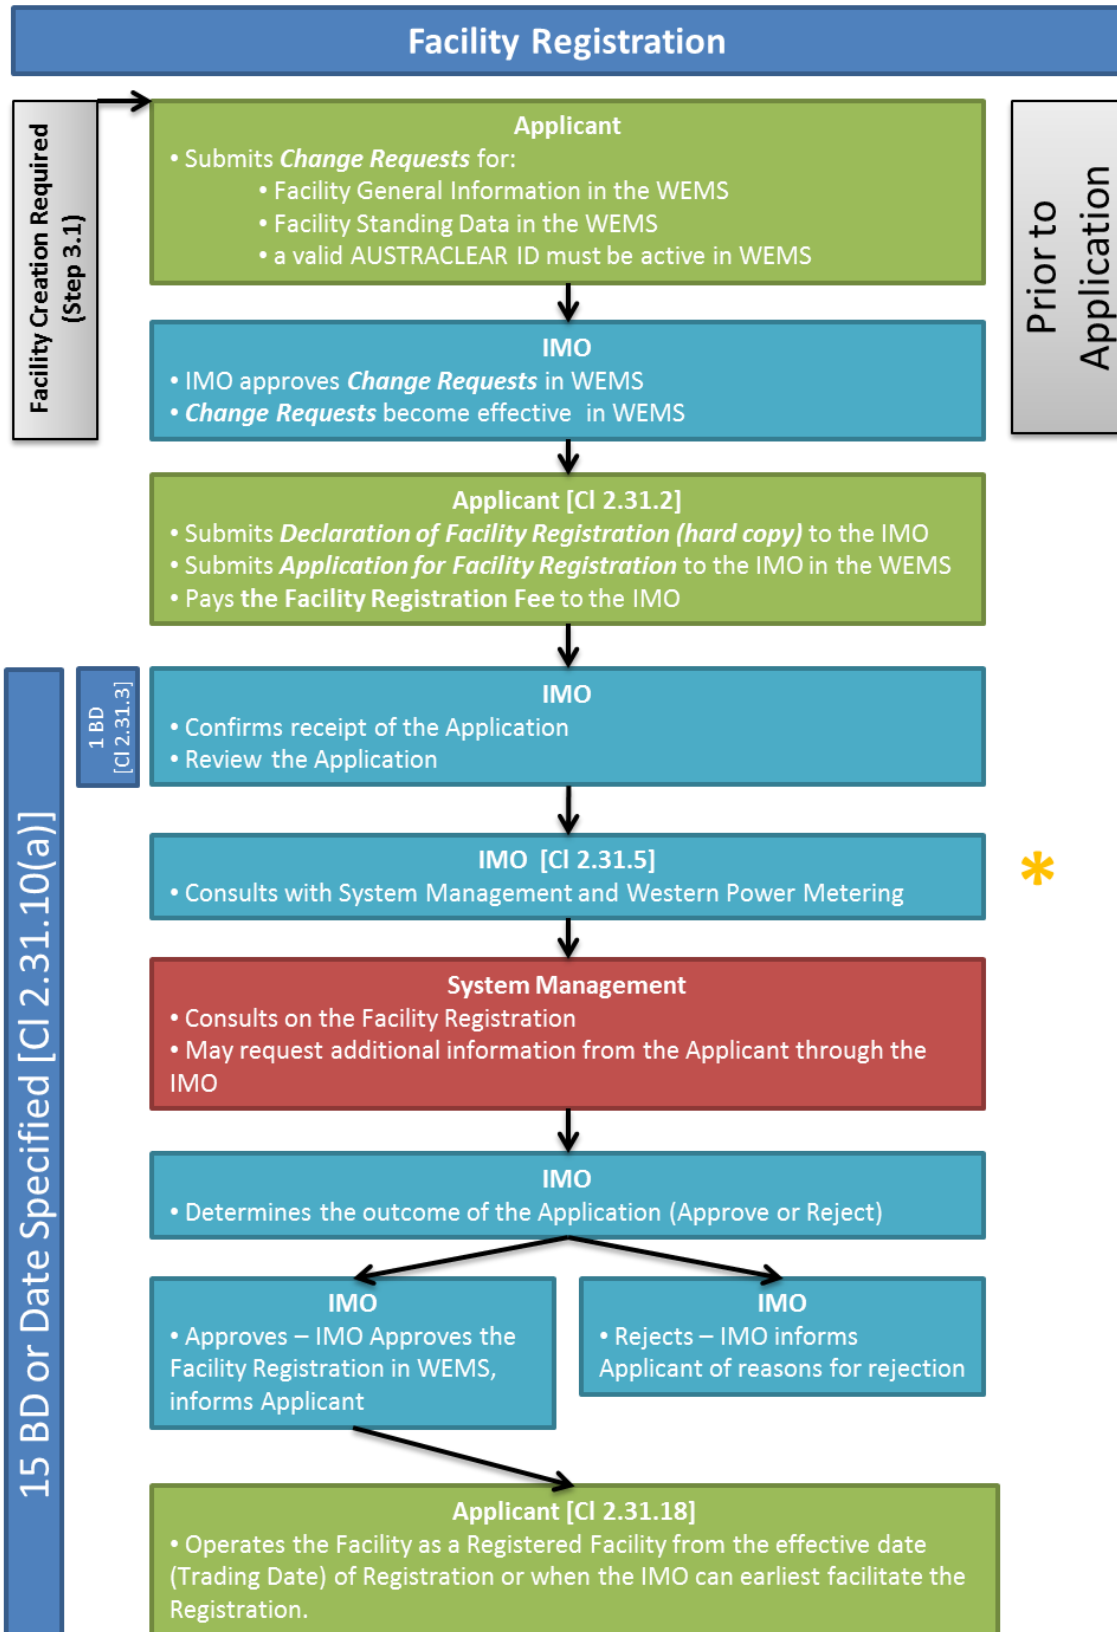 Facility Registration
Facility Creation Required
(Step 3.1)
Applicant
• Submits Change Requests for:
• Facility General Information in the WEMS
• Facility Standing Data in the WEMS
• a valid AUSTRACLEAR ID must be active in WEMS
Prior to
Application
IMO
• IMO approves Change Requests in WEMS
• Change Requests become effective in WEMS
Applicant [Cl 2.31.2]
• Submits Declaration of Facility Registration (hard copy) to the IMO
• Submits Application for Facility Registration to the IMO in the WEMS
• Pays the Facility Registration Fee to the IMO
15 BD or Date Specified [Cl 2.31.10(a)]
1 BD
[Cl 2.31.3]
IMO
• Confirms receipt of the Application
• Review the Application
IMO [Cl 2.31.5]
• Consults with System Management and Western Power Metering
*
System Management
• Consults on the Facility Registration
• May request additional information from the Applicant through the
IMO
IMO
• Determines the outcome of the Application (Approve or Reject)
IMO
• Approves – IMO Approves the
Facility Registration in WEMS,
informs Applicant
IMO
• Rejects – IMO informs
Applicant of reasons for rejection
Applicant [Cl 2.31.18]
• Operates the Facility as a Registered Facility from the effective date
(Trading Date) of Registration or when the IMO can earliest facilitate the
Registration.